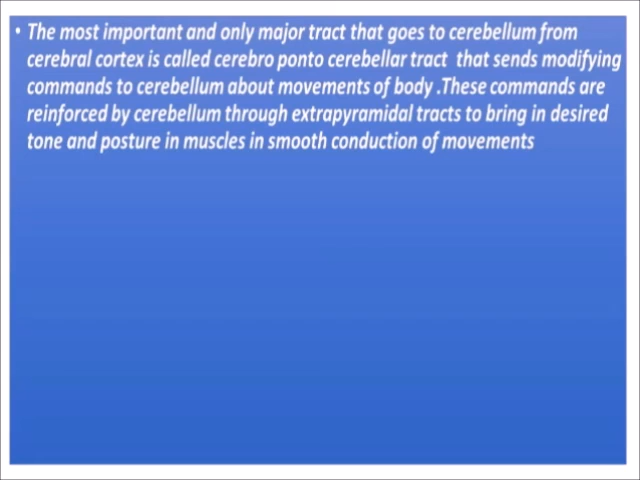 • The most important and only major tract that goes to cerebellum from
cerebral cortex is called cerebro ponto cerebellar tract  that sends modifying
commands to cerebellum about movements of body .These commands are
reinforced by cerebellum through extrapyramidal tracts to bring in desired
tone and posture in muscles in smooth conduction of movements